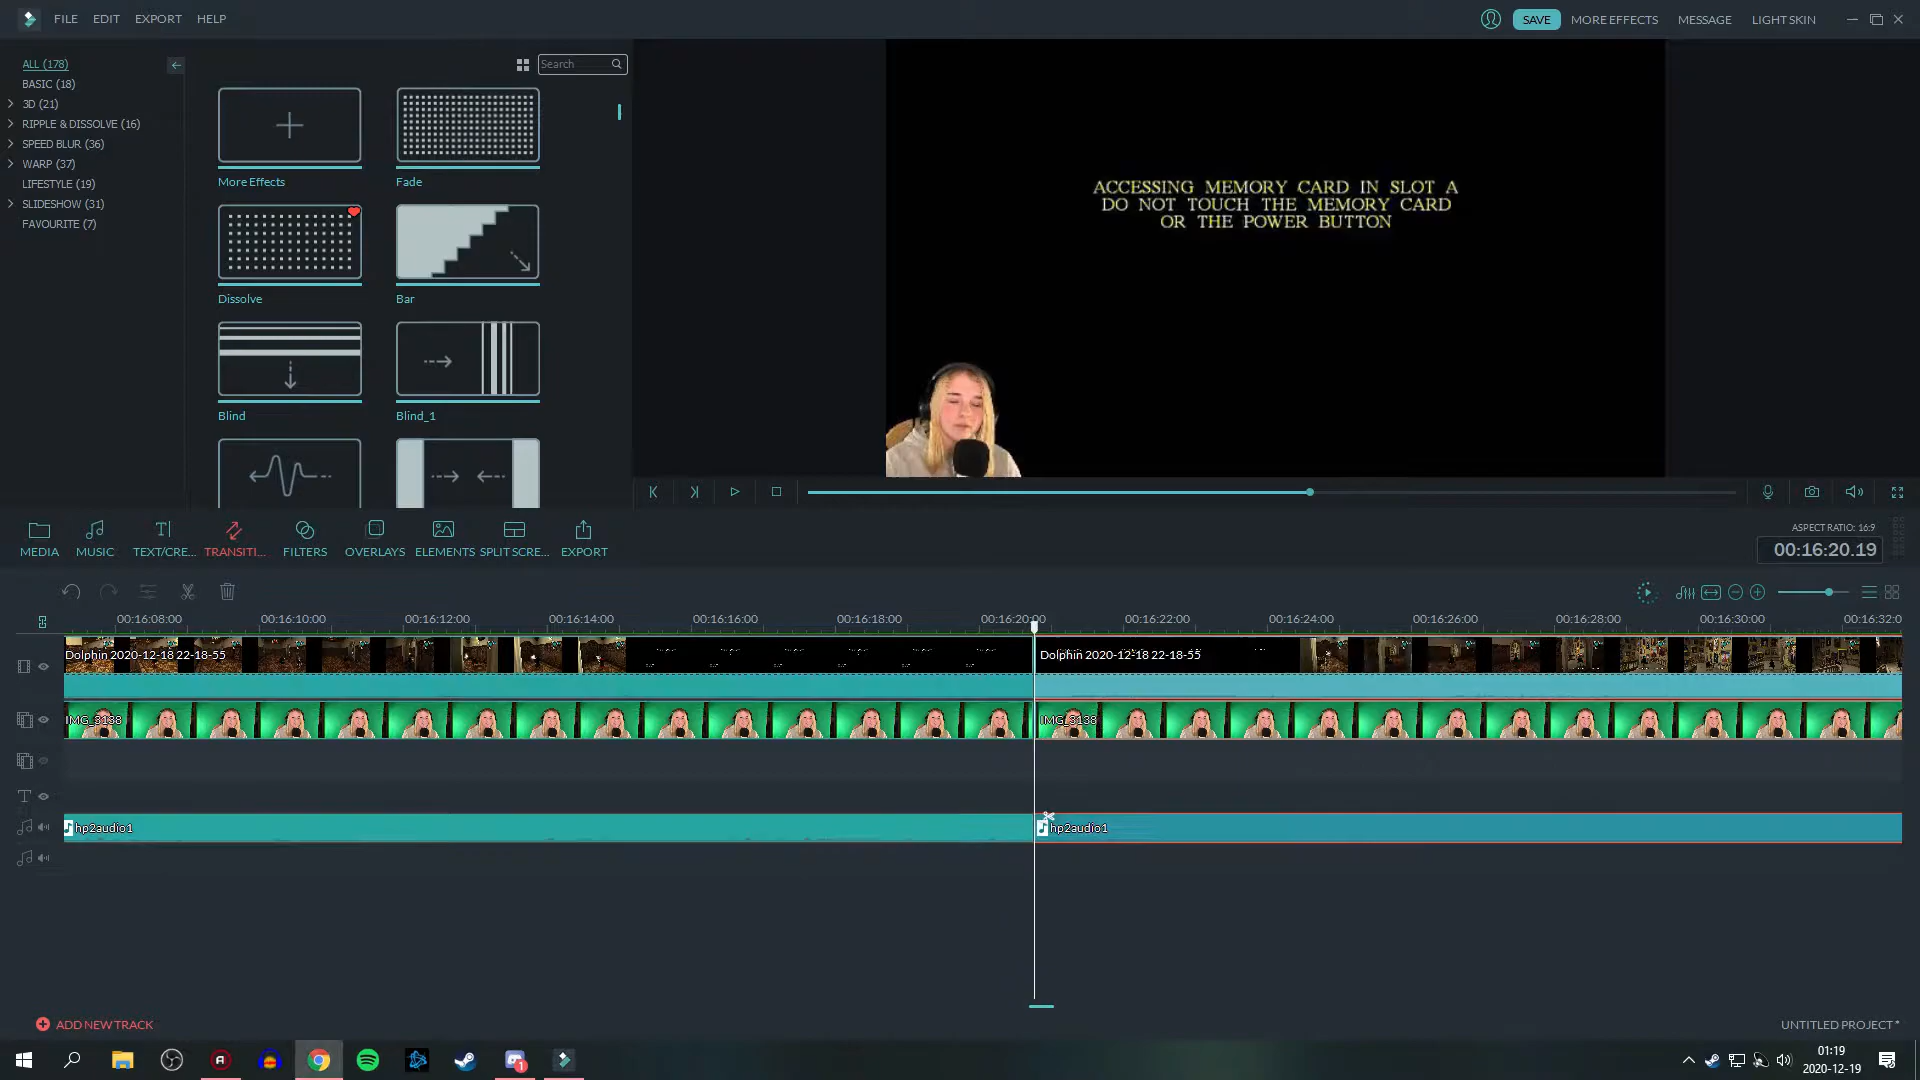 FILE EDIT EXPORT HELP
SAVE MORE EFFECTS MESSAGE LIGHT SKIN
ALL (178)
BASIC (18)
3D (21)
RIPPLE & DISSOLVE (16)
SPEED BLUR (36)
WARP (37)
LIFESTYLE (19)
SLIDESHOW (31)
FAVOURITE (7)
Search
More Effects
Fade
Dissolve
Bar
Blind
Blind_1
ACCESSING MEMORY CARD IN SLOT A
DO NOT TOUCH THE MEMORY CARD
OR THE POWER BUTTON
MEDIA MUSIC TEXT/CRE... TRANSITI... FILTERS OVERLAYS ELEMENTS SPLIT SCRE... EXPORT
ASPECT RATIO: 16:9
00:16:20.19
00:16:08:00 00:16:10:00 00:16:12:00 00:16:14:00 00:16:16:00 00:16:18:00 00:16:20:00 00:16:22:00 00:16:24:00 00:16:26:00 00:16:28:00 00:16:30:00 00:16:32:0
Dolphin 2020-12-18 22-18-55
Dolphin 2020-12-18 22-18-55
IMG_3138
IMG_3138
hp2audio1
hp2audio1
ADD NEW TRACK
UNTITLED PROJECT *
1
01:19
2020-12-19